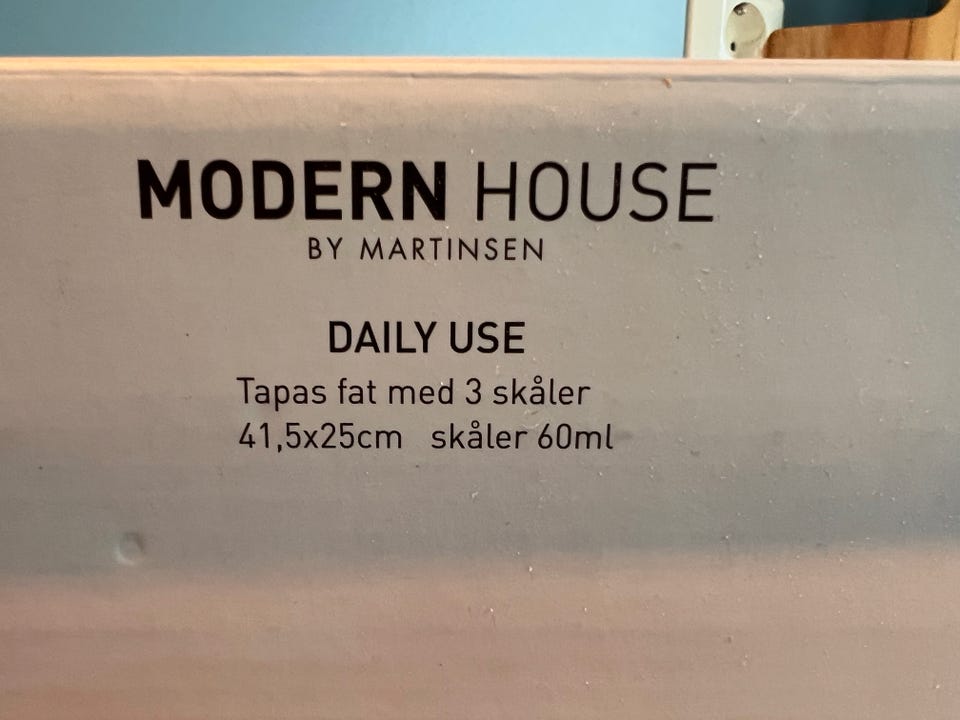 MODERN HOUSE
BY MARTINSEN
DAILY USE
Tapas fat med 3 skåler
41,5x25cm skåler 60ml